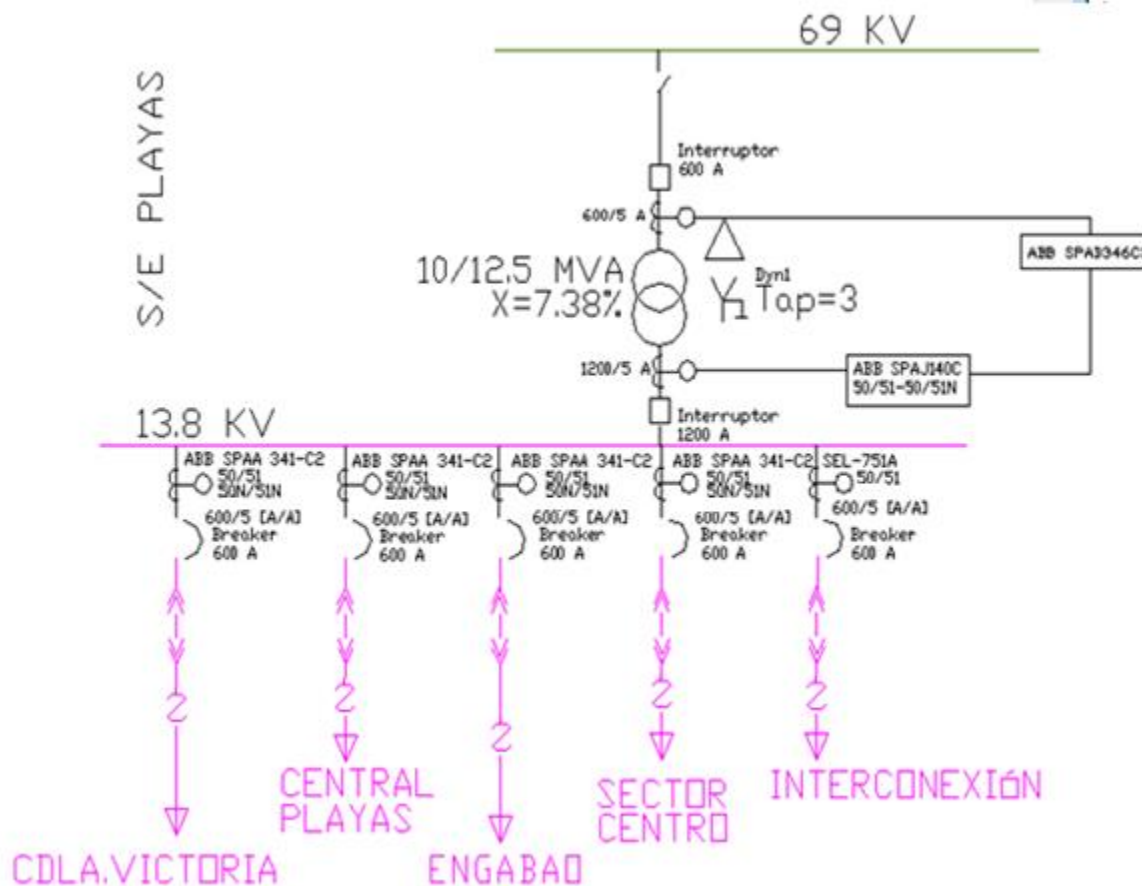 69 KV
S/E PLAYAS
Interruptor
600 A
600/5 A
ABB SPAD346C
10/12.5 MVA
X=7.38%
Dyn1
Tap=3
1200/5 A
ABB SPAJ140C
50/51-50/51N
Interruptor
1200 A
13.8 KV
ABB SPAA 341-C2
50/51
50N/51N
600/5 [A/A]
Breaker
600 A
ABB SPAA 341-C2
50/51
50N/51N
600/5 [A/A]
Breaker
600 A
ABB SPAA 341-C2
50/51
50N/51N
600/5 [A/A]
Breaker
600 A
ABB SPAA 341-C2
50/51
50N/51N
600/5 [A/A]
Breaker
600 A
SEL-751A
50/51
600/5 [A/A]
Breaker
600 A
CDLA.VICTORIA
CENTRAL
PLAYAS
ENGABAO
SECTOR
CENTRO
INTERCONEXIÓN